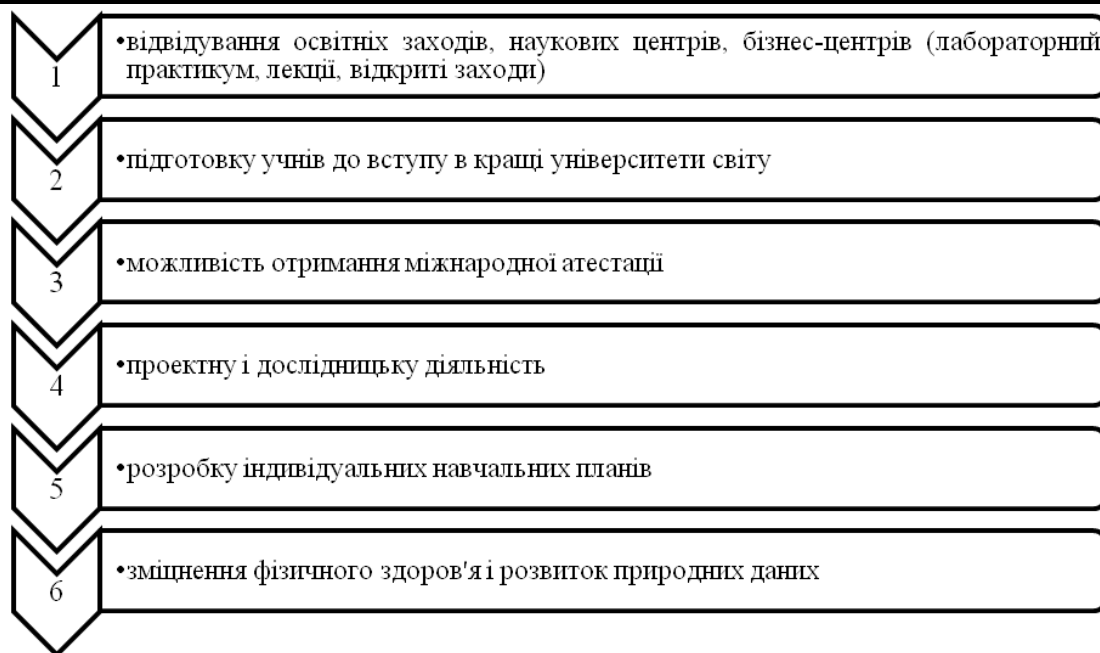 1
•відвідування освітніх заходів, наукових центрів, бізнес-центрів (лабораторний
практикум, лекції, відкриті заходи)
2
•підготовку учнів до вступу в кращі університети світу
3
•можливість отримання міжнародної атестації
4
•проектну і дослідницьку діяльність
5
•розробку індивідуальних навчальних планів
6
•зміцнення фізичного здоров'я і розвиток природних даних